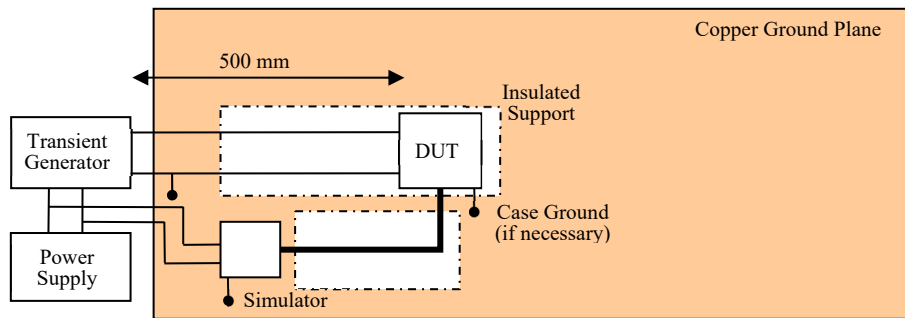 Copper Ground Plane
500 mm
Insulated
Support
Transient
Generator
DUT
Case Ground
(if necessary)
Power
Supply
Simulator